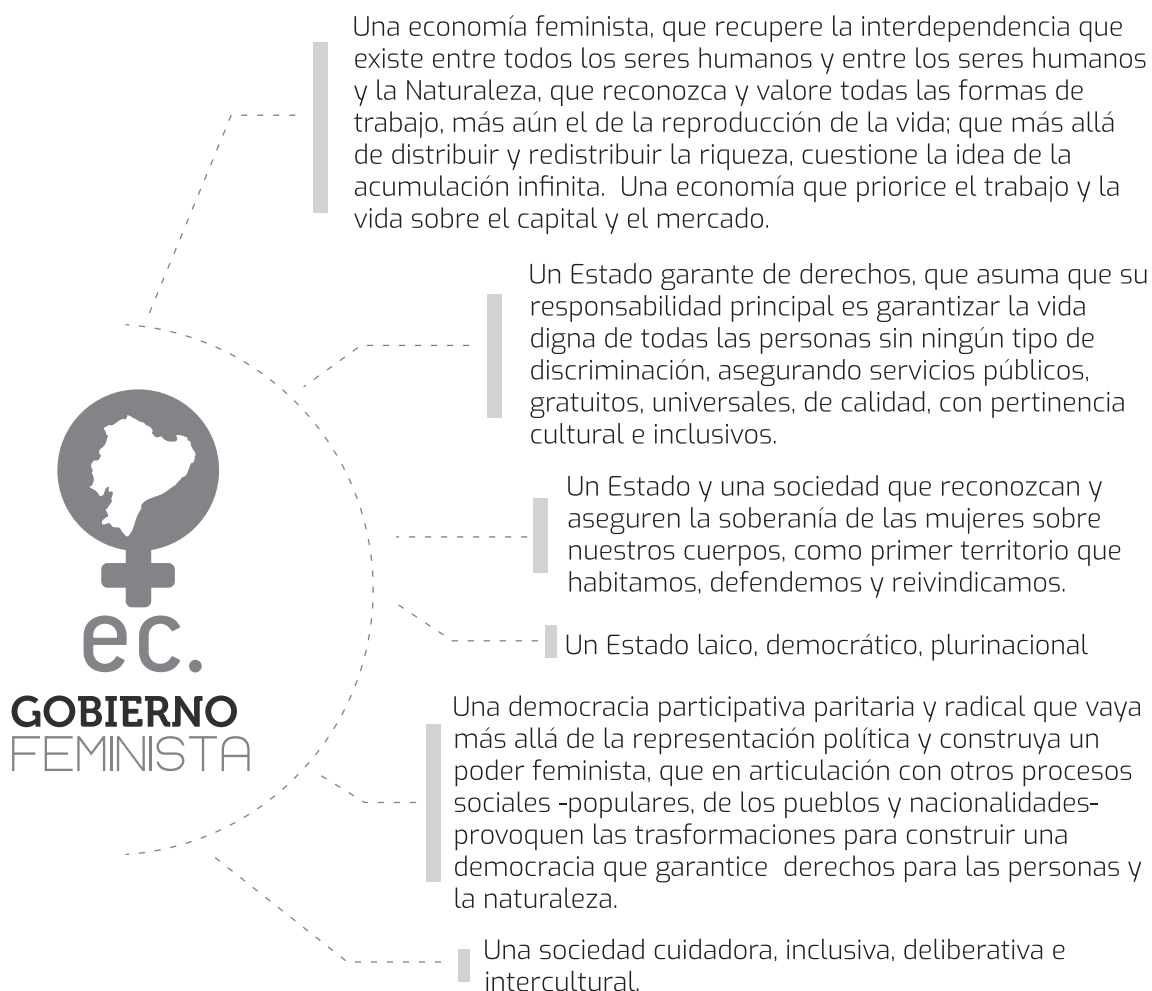 Una economía feminista, que recupere la interdependencia que
existe entre todos los seres humanos y entre los seres humanos
y la Naturaleza, que reconozca y valore todas las formas de
trabajo, más aún el de la reproducción de la vida; que más allá
de distribuir y redistribuir la riqueza, cuestione la idea de la
acumulación infinita.  Una economía que priorice el trabajo y la
vida sobre el capital y el mercado.
Un Estado garante de derechos, que asuma que su
responsabilidad principal es garantizar la vida
digna de todas las personas sin ningún tipo de
discriminación, asegurando servicios públicos,
gratuitos, universales, de calidad, con pertinencia
cultural e inclusivos.
Un Estado y una sociedad que reconozcan y
aseguren la soberanía de las mujeres sobre
nuestros cuerpos, como primer territorio que
habitamos, defendemos y reivindicamos.
Un Estado laico, democrático, plurinacional
ec.
GOBIERNO
FEMINISTA
Una democracia participativa paritaria y radical que vaya
más allá de la representación política y construya un
poder feminista, que en articulación con otros procesos
sociales -populares, de los pueblos y nacionalidades-
provoquen las trasformaciones para construir una
democracia que garantice  derechos para las personas y
la naturaleza.
Una sociedad cuidadora, inclusiva, deliberativa e
intercultural.